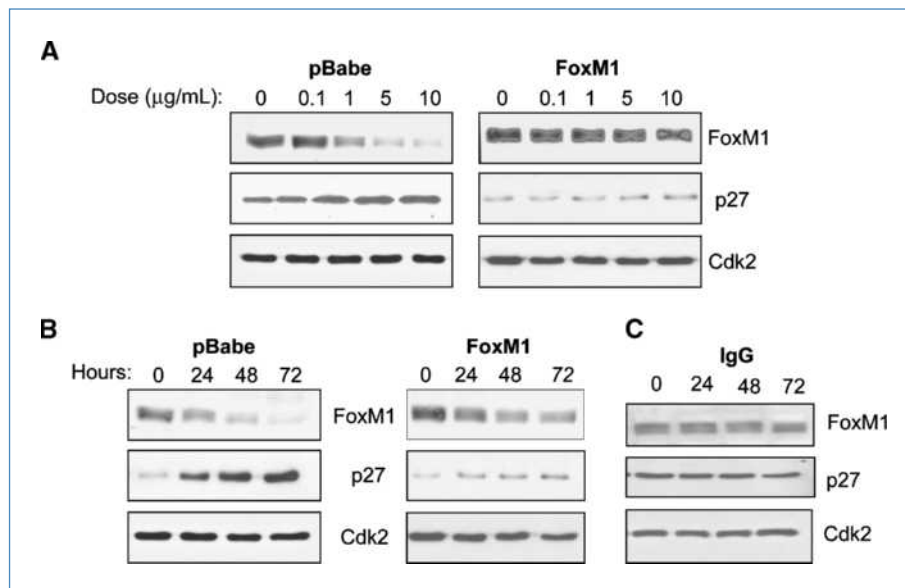 A
pBabe FoxM1
Dose (μg/mL): 0 0.1 1 5 10 0 0.1 1 5 10
FoxM1
p27
Cdk2
B C
pBabe FoxM1 IgG
Hours: 0 24 48 72 0 24 48 72 0 24 48 72
FoxM1 FoxM1
p27 p27
Cdk2 Cdk2